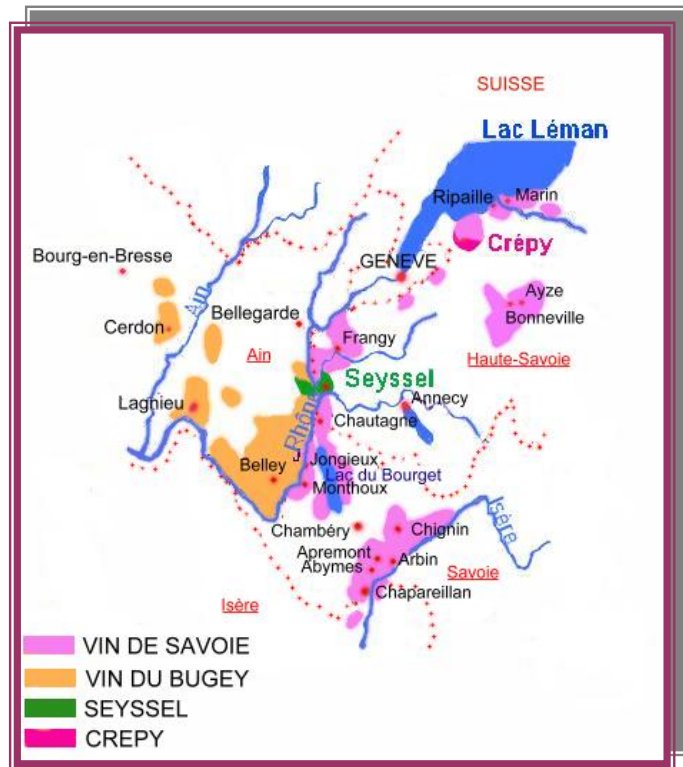 SUISSE
Lac Léman
Ripaille
Marin
Crépy
Bourg-en-Bresse
GENEVE
Ain
Ayze
Bonneville
Cerdon
Bellegarde
Frangy
Ain
Haute-Savoie
Seyssel
Lagnieu
Annecy
Rhône
Chautagne
Belley
Jongieux
Lac du Bourget
Monthoux
Isère
Chambéry
Chignin
Apremont
Abymes
Arbin
Savoie
Chapareillan
Isère
VIN DE SAVOIE
VIN DU BUGEY
SEYSSEL
CREPY